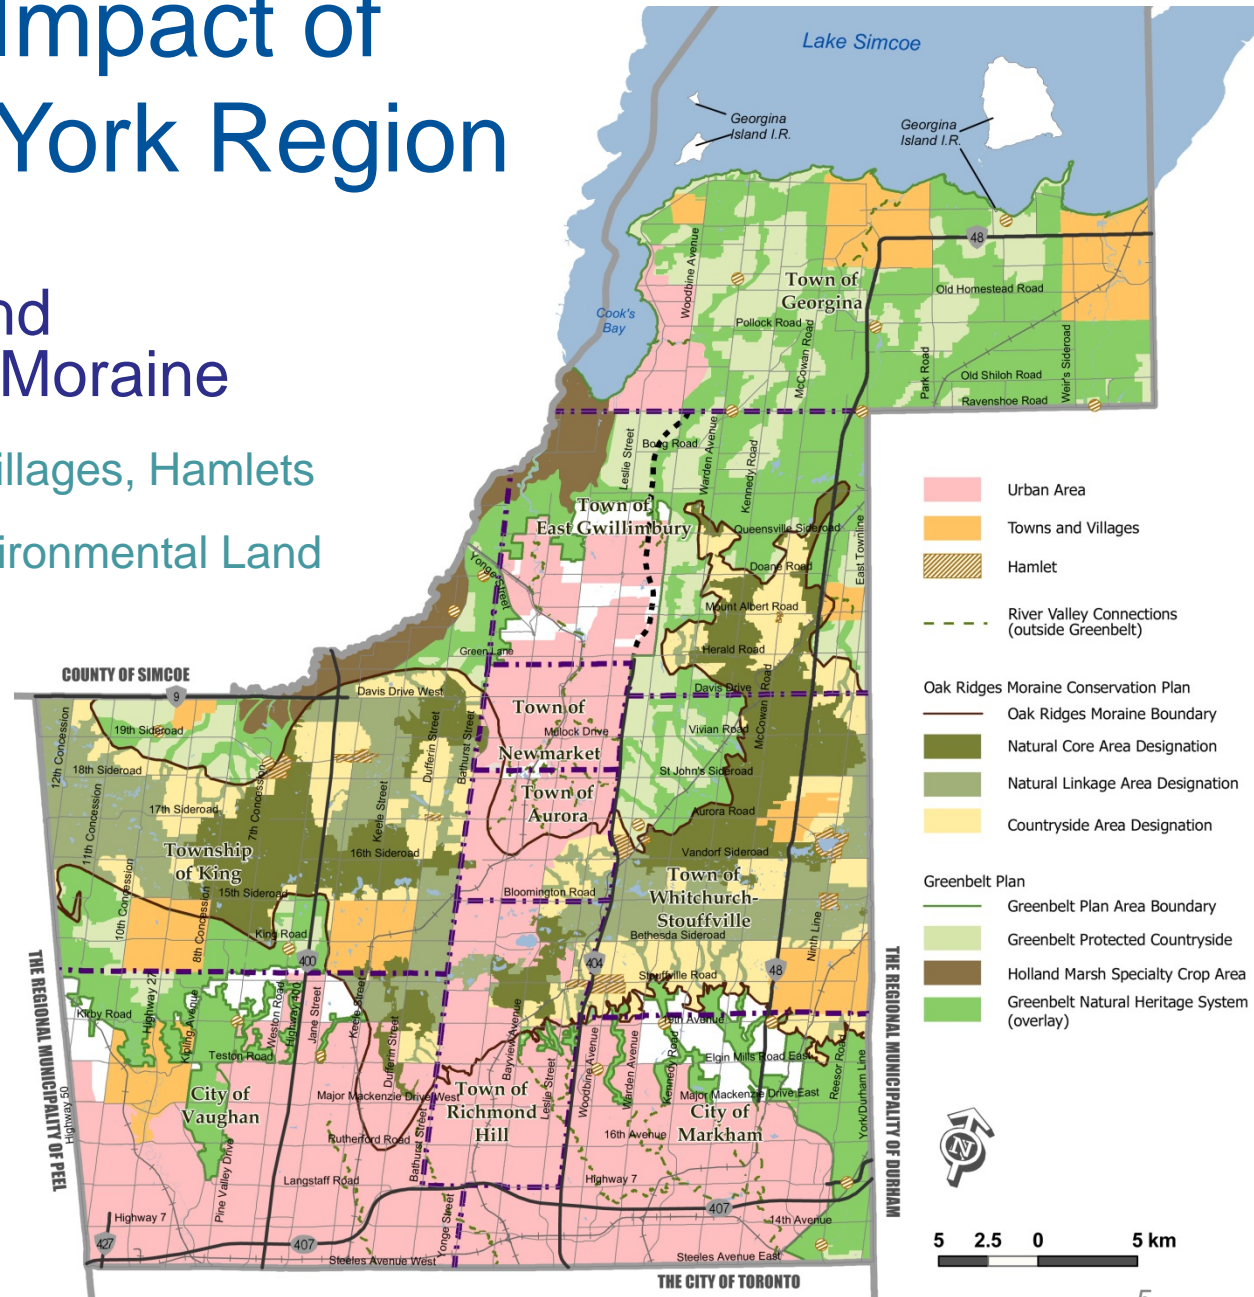 Impact of
York Region
nd
Moraine
illages, Hamlets
ironmental Land
Lake Simcoe
Georgina
Island I.R.
Georgina
Island I.R.
48
Cook's
Bay
Woodbine Avenue
Town of
Georgina
Old Homestead Road
Pollock Road
McCowan Road
Park Road
Old Shiloh Road
Weir's Sideroad
Ravenshoe Road
Leslie Street
Warden Avenue
Kennedy Road
Town of
East Gwillimbury
Queensville Sideroad
East Townline
Doane Road
Yonge Street
Mount Albert Road
Green Lane
Herald Road
COUNTY OF SIMCOE
9
Davis Drive West
Davis Drive
McCowan Road
12th Concession
19th Sideroad
Dufferin Street
Bathurst Street
Town of
Newmarket
Mulock Drive
Vivian Road
18th Sideroad
St John's Sideroad
7th Concession
Keele Street
Town of
Aurora
17th Sideroad
Aurora Road
11th Concession
Township
of King
16th Sideroad
Vandorf Sideroad
Town of
Whitchurch-
Stouffville
15th Sideroad
Bloomington Road
10th Concession
8th Concession
King Road
Bethesda Sideroad
Ninth Line
400
404
48
Stouffville Road
Highway 27
Kipling Avenue
Weston Road
Highway 400
Jane Street
Keele Street
Kirby Road
19th Avenue
Teston Road
Dufferin Street
Bayview Avenue
Leslie Street
Woodbine Avenue
Warden Avenue
Kennedy Road
Elgin Mills Road East
Reesor Road
York/Durham Line
City of
Vaughan
Major Mackenzie Drive West
Town of
Richmond
Hill
Major Mackenzie Drive East
City of
Markham
Highway 50
Rutherford Road
Bathurst Street
16th Avenue
Pine Valley Drive
Langstaff Road
Highway 7
407
Highway 7
14th Avenue
427
407
Yonge Street
Steeles Avenue West
Steeles Avenue East
THE REGIONAL MUNICIPALITY OF PEEL
THE REGIONAL MUNICIPALITY OF DURHAM
THE CITY OF TORONTO
Urban Area
Towns and Villages
Hamlet
River Valley Connections
(outside Greenbelt)
Oak Ridges Moraine Conservation Plan
Oak Ridges Moraine Boundary
Natural Core Area Designation
Natural Linkage Area Designation
Countryside Area Designation
Greenbelt Plan
Greenbelt Plan Area Boundary
Greenbelt Protected Countryside
Holland Marsh Specialty Crop Area
Greenbelt Natural Heritage System
(overlay)
N
5 2.5 0 5 km